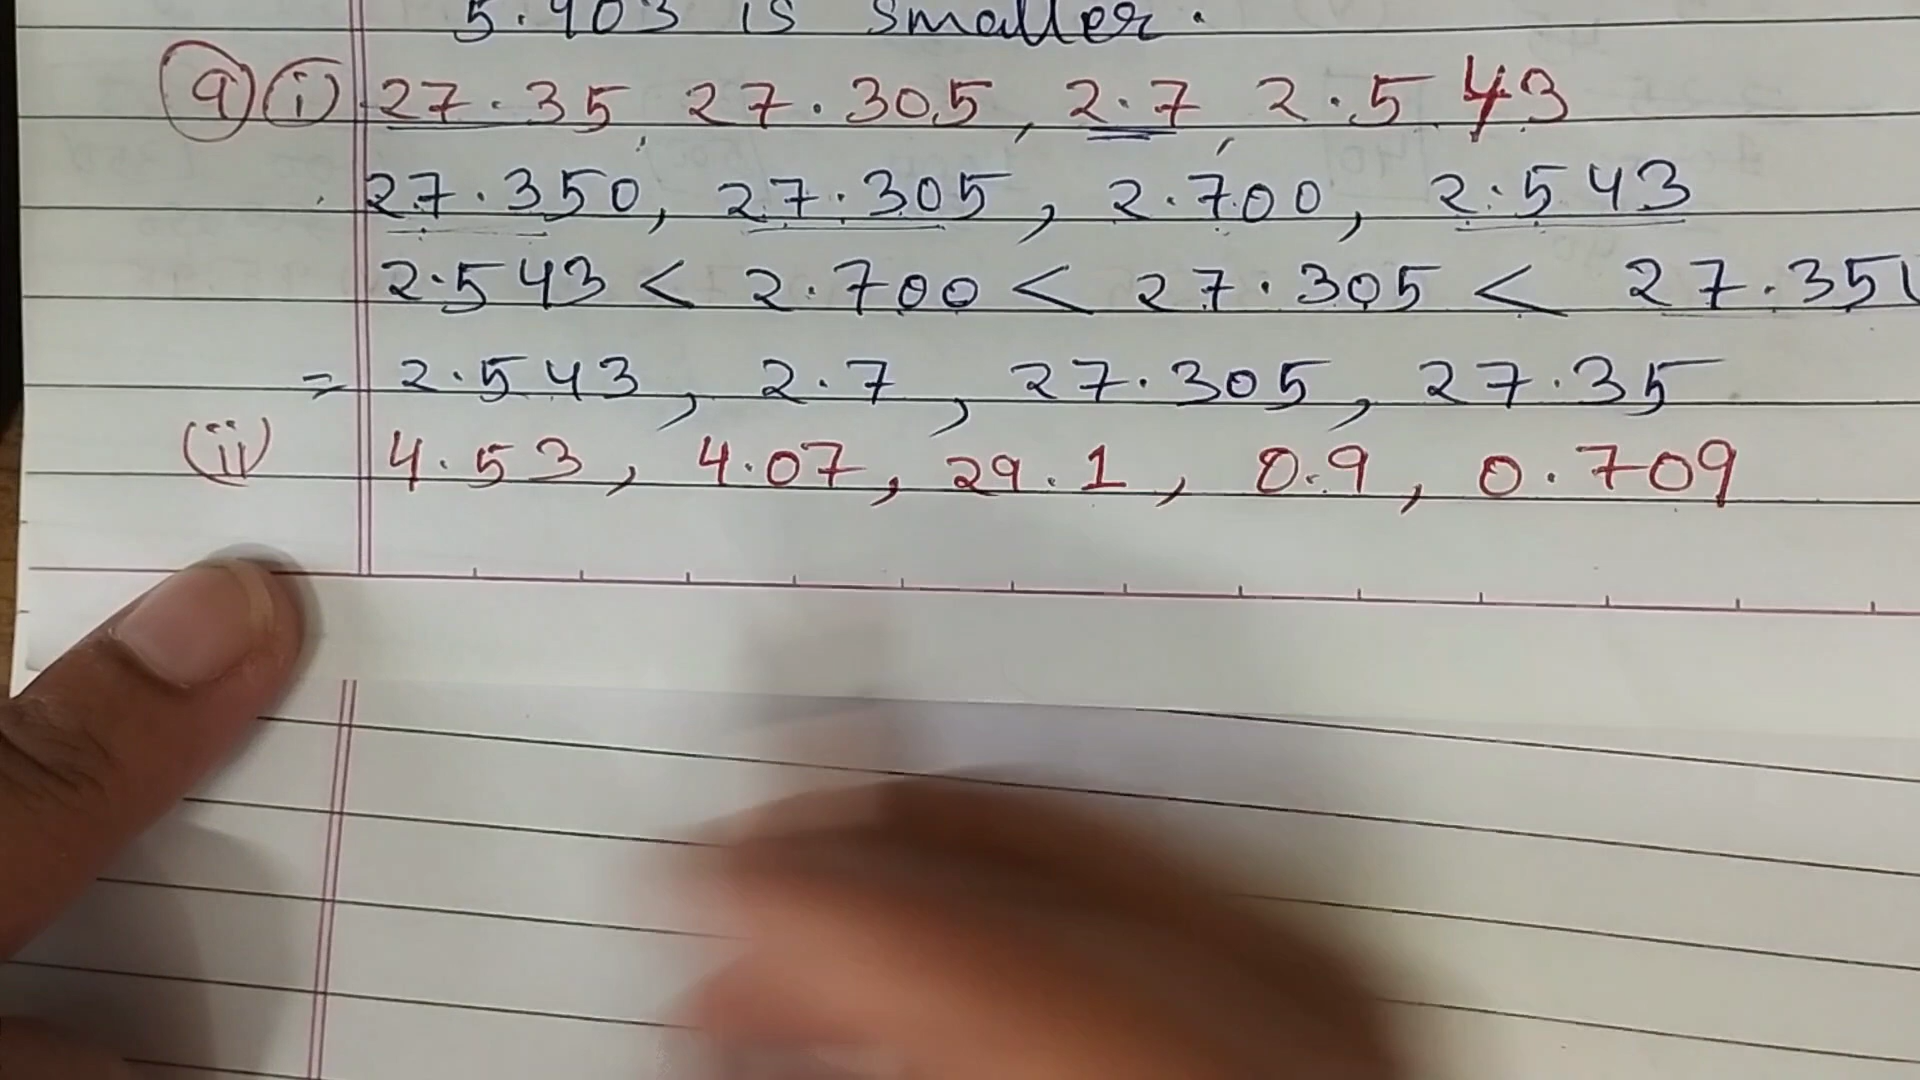 5.903 is smaller.
9 (i) 27.35, 27.305, 2.7, 2.543
27.350, 27.305, 2.700, 2.543
2.543 < 2.700 < 27.305 < 27.350
= 2.543, 2.7, 27.305, 27.35
(ii) 4.53, 4.07, 29.1, 0.9, 0.709